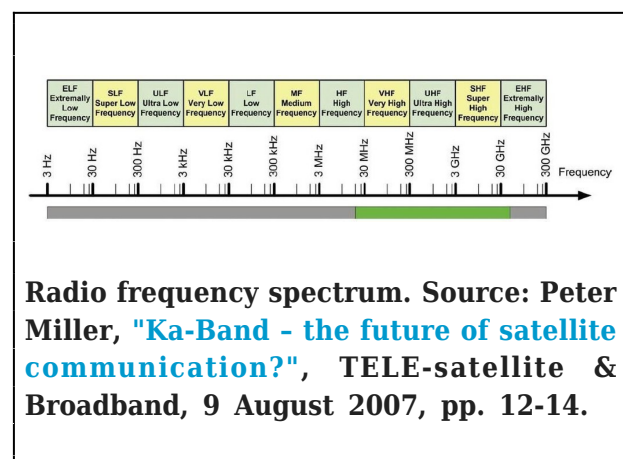 ELF
Extremally
Low
Frequency
SLF
Super Low
Frequency
ULF
Ultra Low
Frequency
VLF
Very Low
Frequency
LF
Low
Frequency
MF
Medium
Frequency
HF
High
Frequency
VHF
Very High
Frequency
UHF
Ultra High
Frequency
SHF
Super
High
Frequency
EHF
Extremally
High
Frequency
3 Hz
30 Hz
300 Hz
3 kHz
30 kHz
300 kHz
3 MHz
30 MHz
300 MHz
3 GHz
30 GHz
300 GHz
Frequency
Radio frequency spectrum. Source: Peter
Miller, "Ka-Band – the future of satellite
communication?", TELE-satellite &
Broadband, 9 August 2007, pp. 12-14.